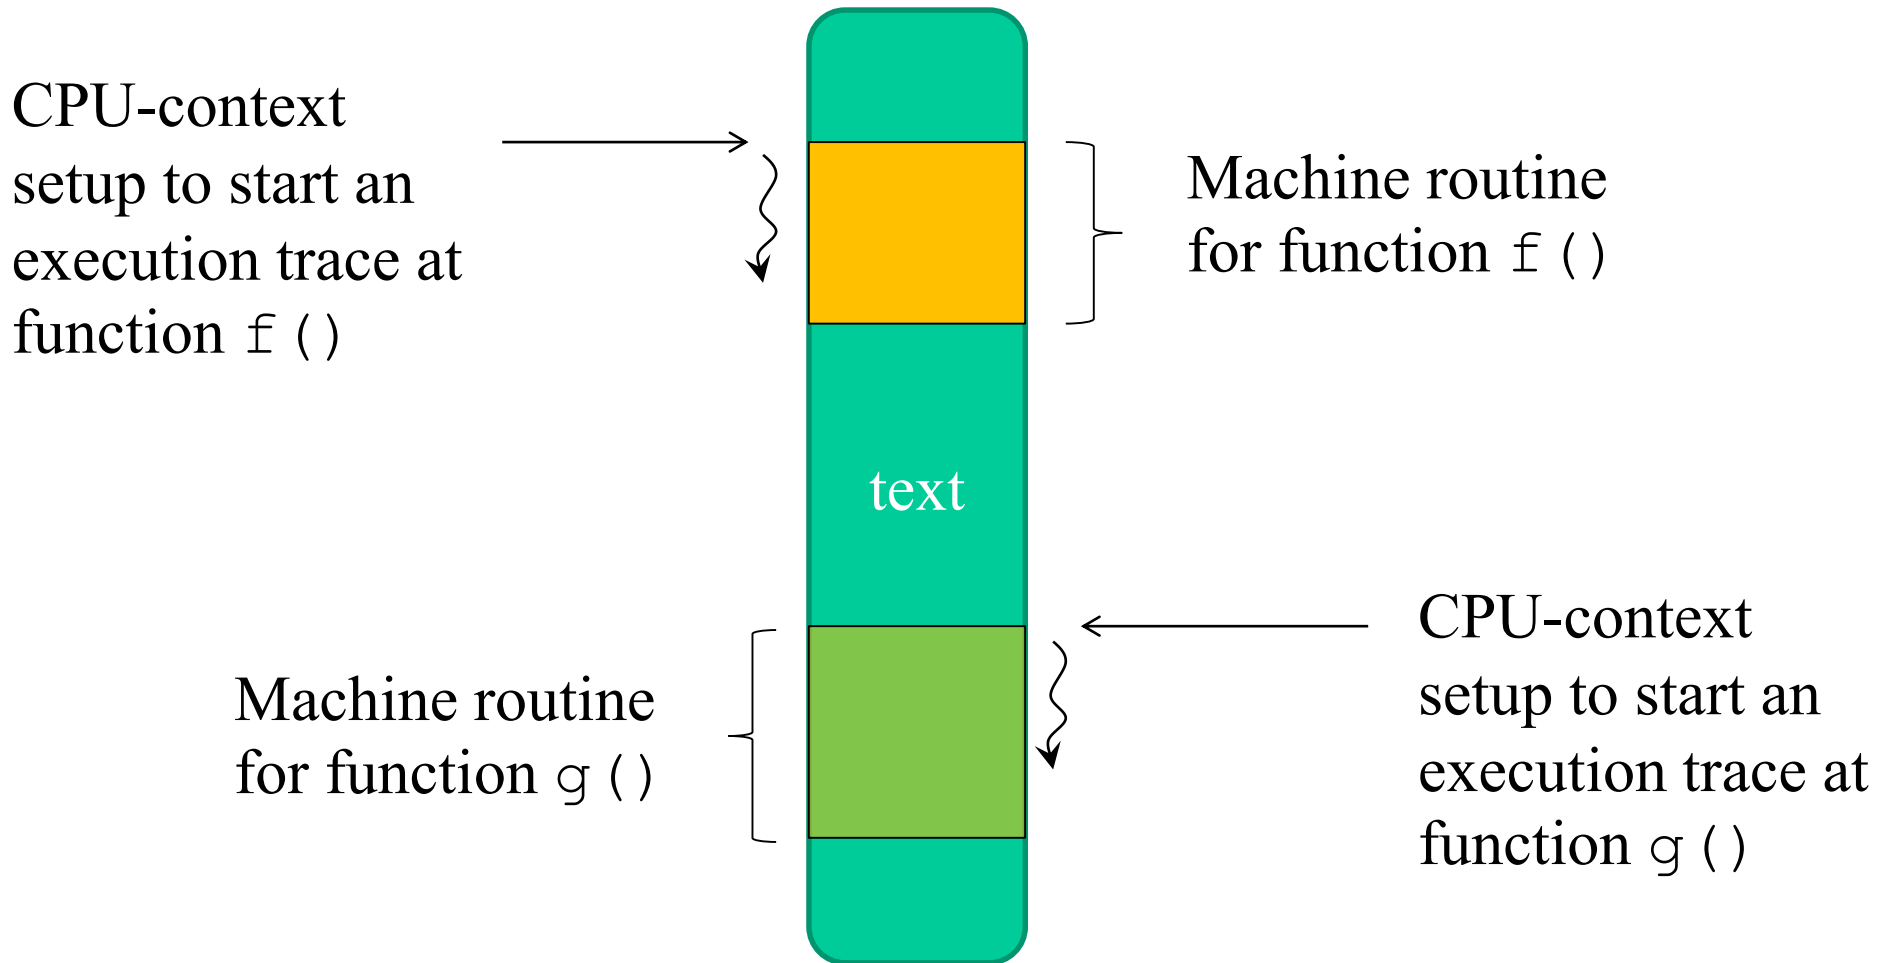 CPU-context
setup to start an
execution trace at
function f()
Machine routine
for function f()
text
Machine routine
for function g()
CPU-context
setup to start an
execution trace at
function g()